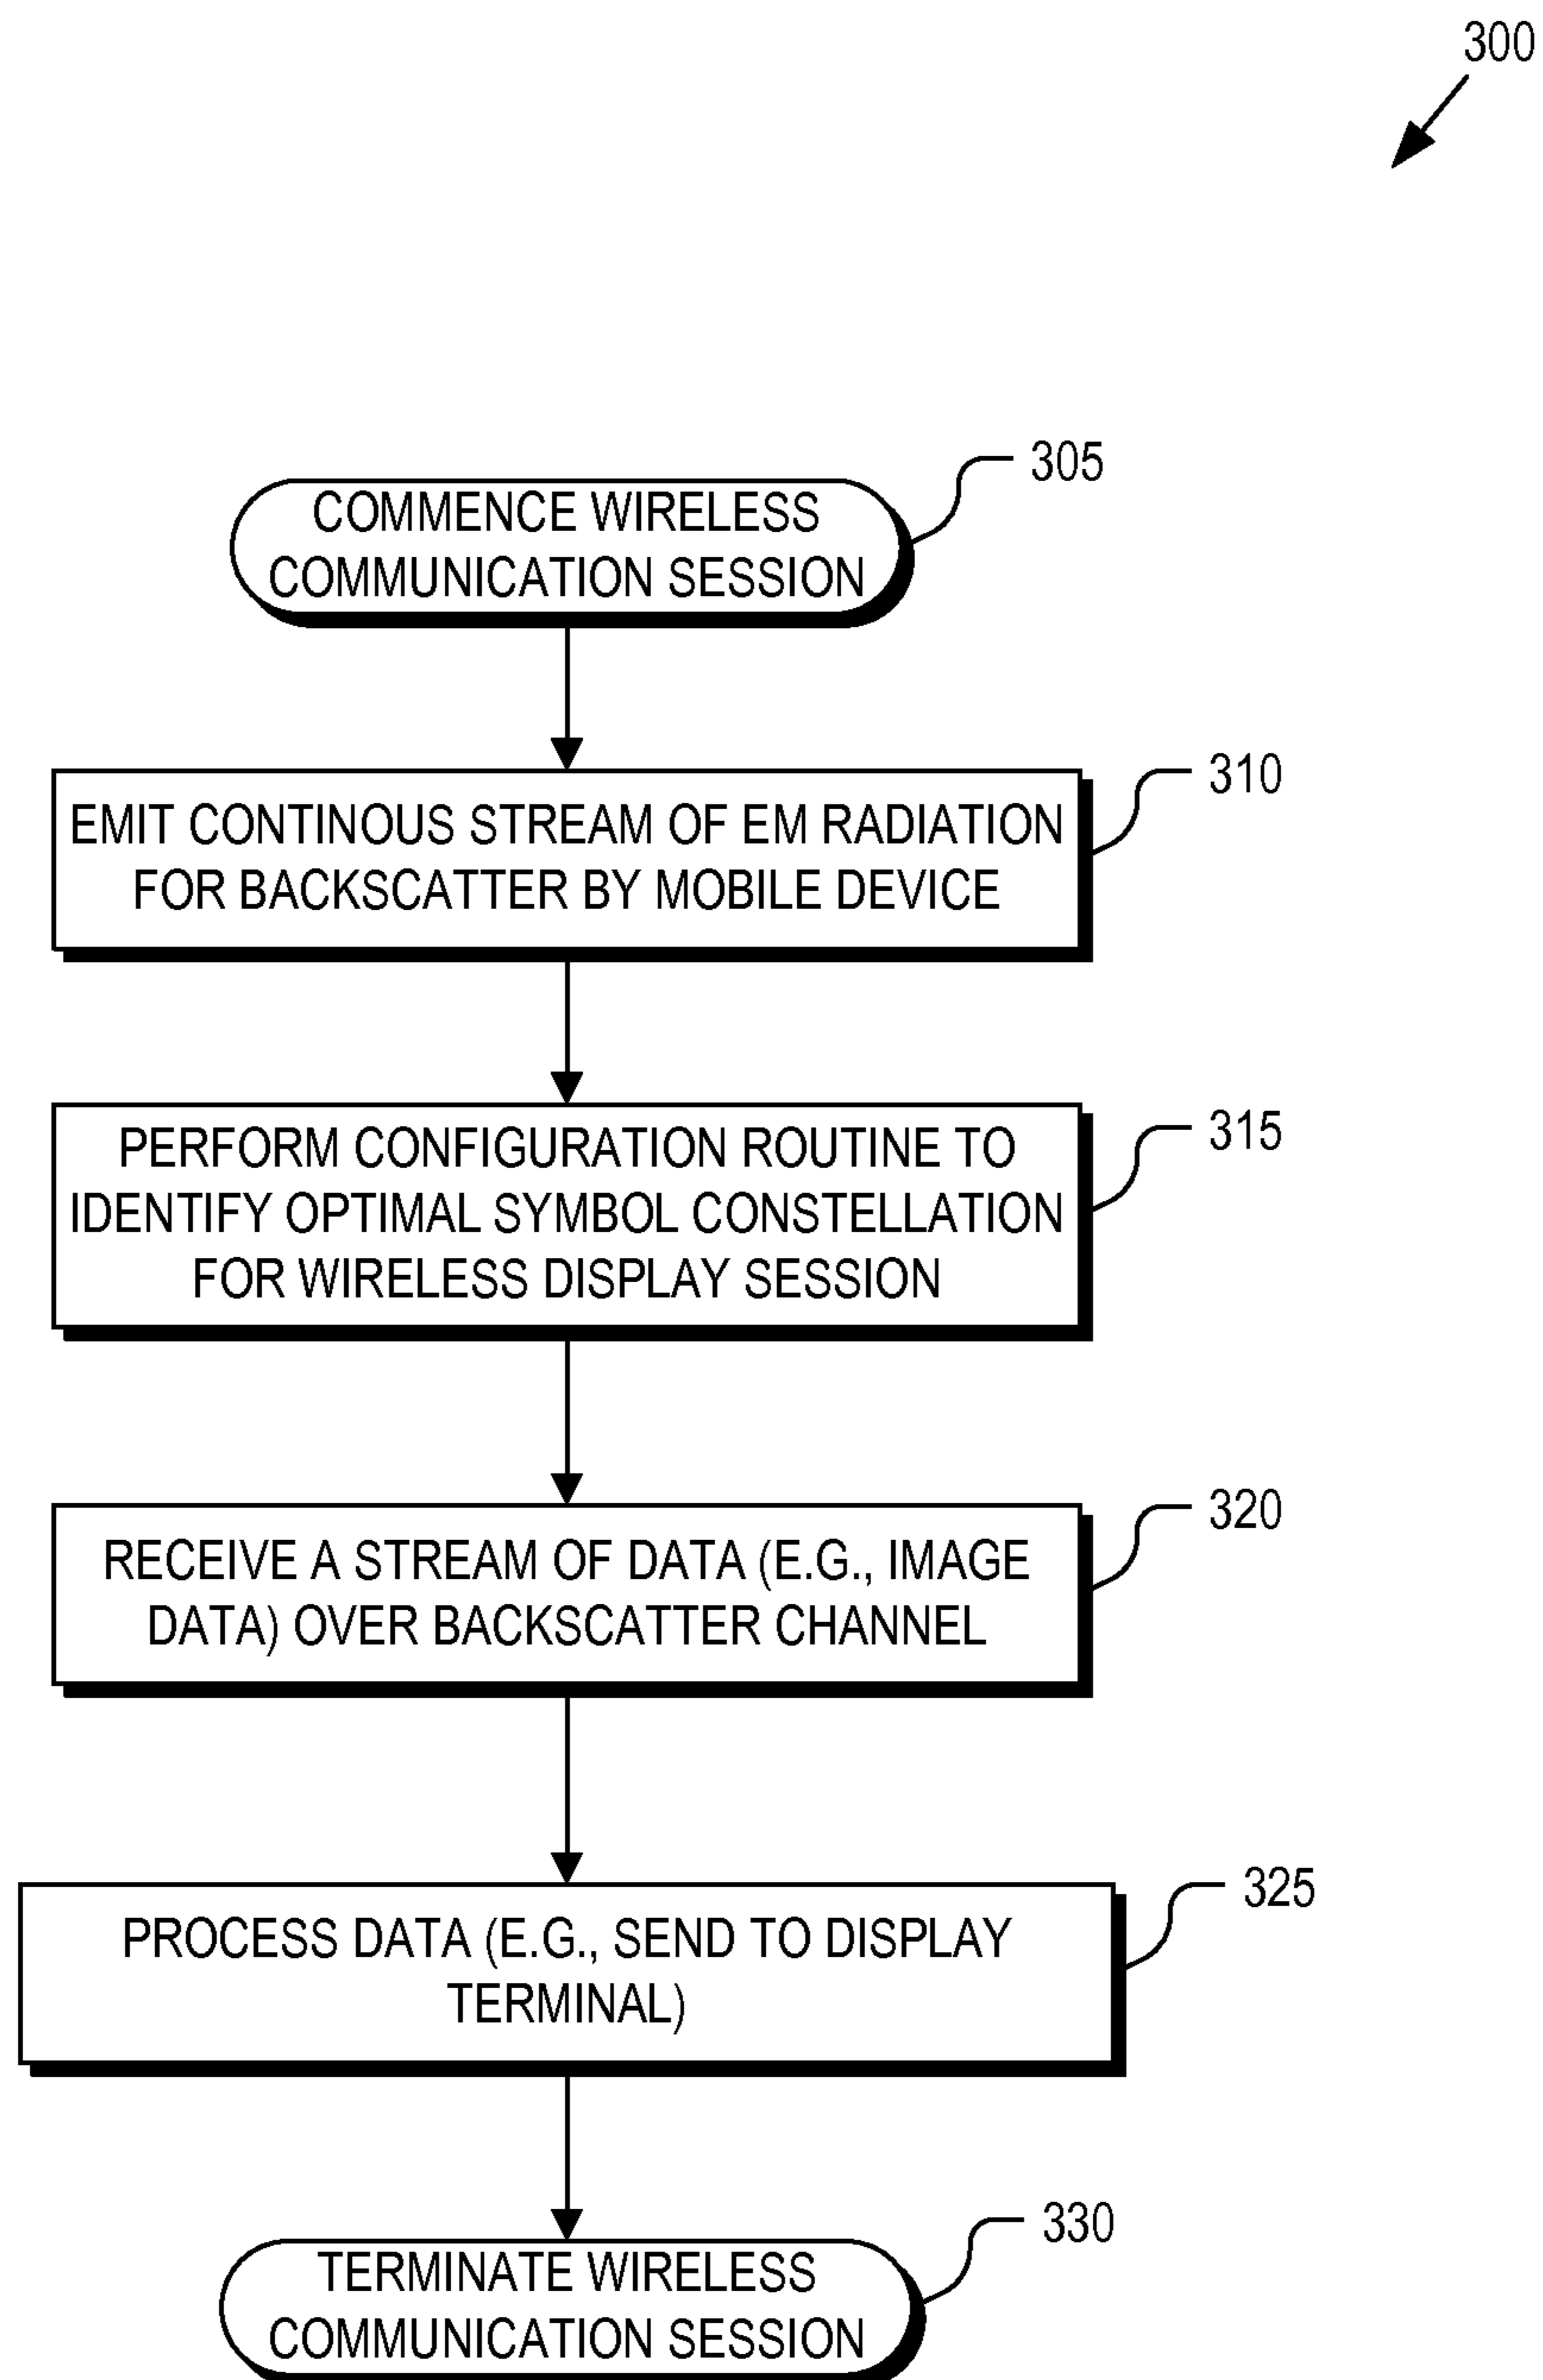 300
305
COMMENCE WIRELESS
COMMUNICATION SESSION
310
EMIT CONTINOUS STREAM OF EM RADIATION
FOR BACKSCATTER BY MOBILE DEVICE
315
PERFORM CONFIGURATION ROUTINE TO
IDENTIFY OPTIMAL SYMBOL CONSTELLATION
FOR WIRELESS DISPLAY SESSION
320
RECEIVE A STREAM OF DATA (E.G., IMAGE
DATA) OVER BACKSCATTER CHANNEL
325
PROCESS DATA (E.G., SEND TO DISPLAY
TERMINAL)
330
TERMINATE WIRELESS
COMMUNICATION SESSION